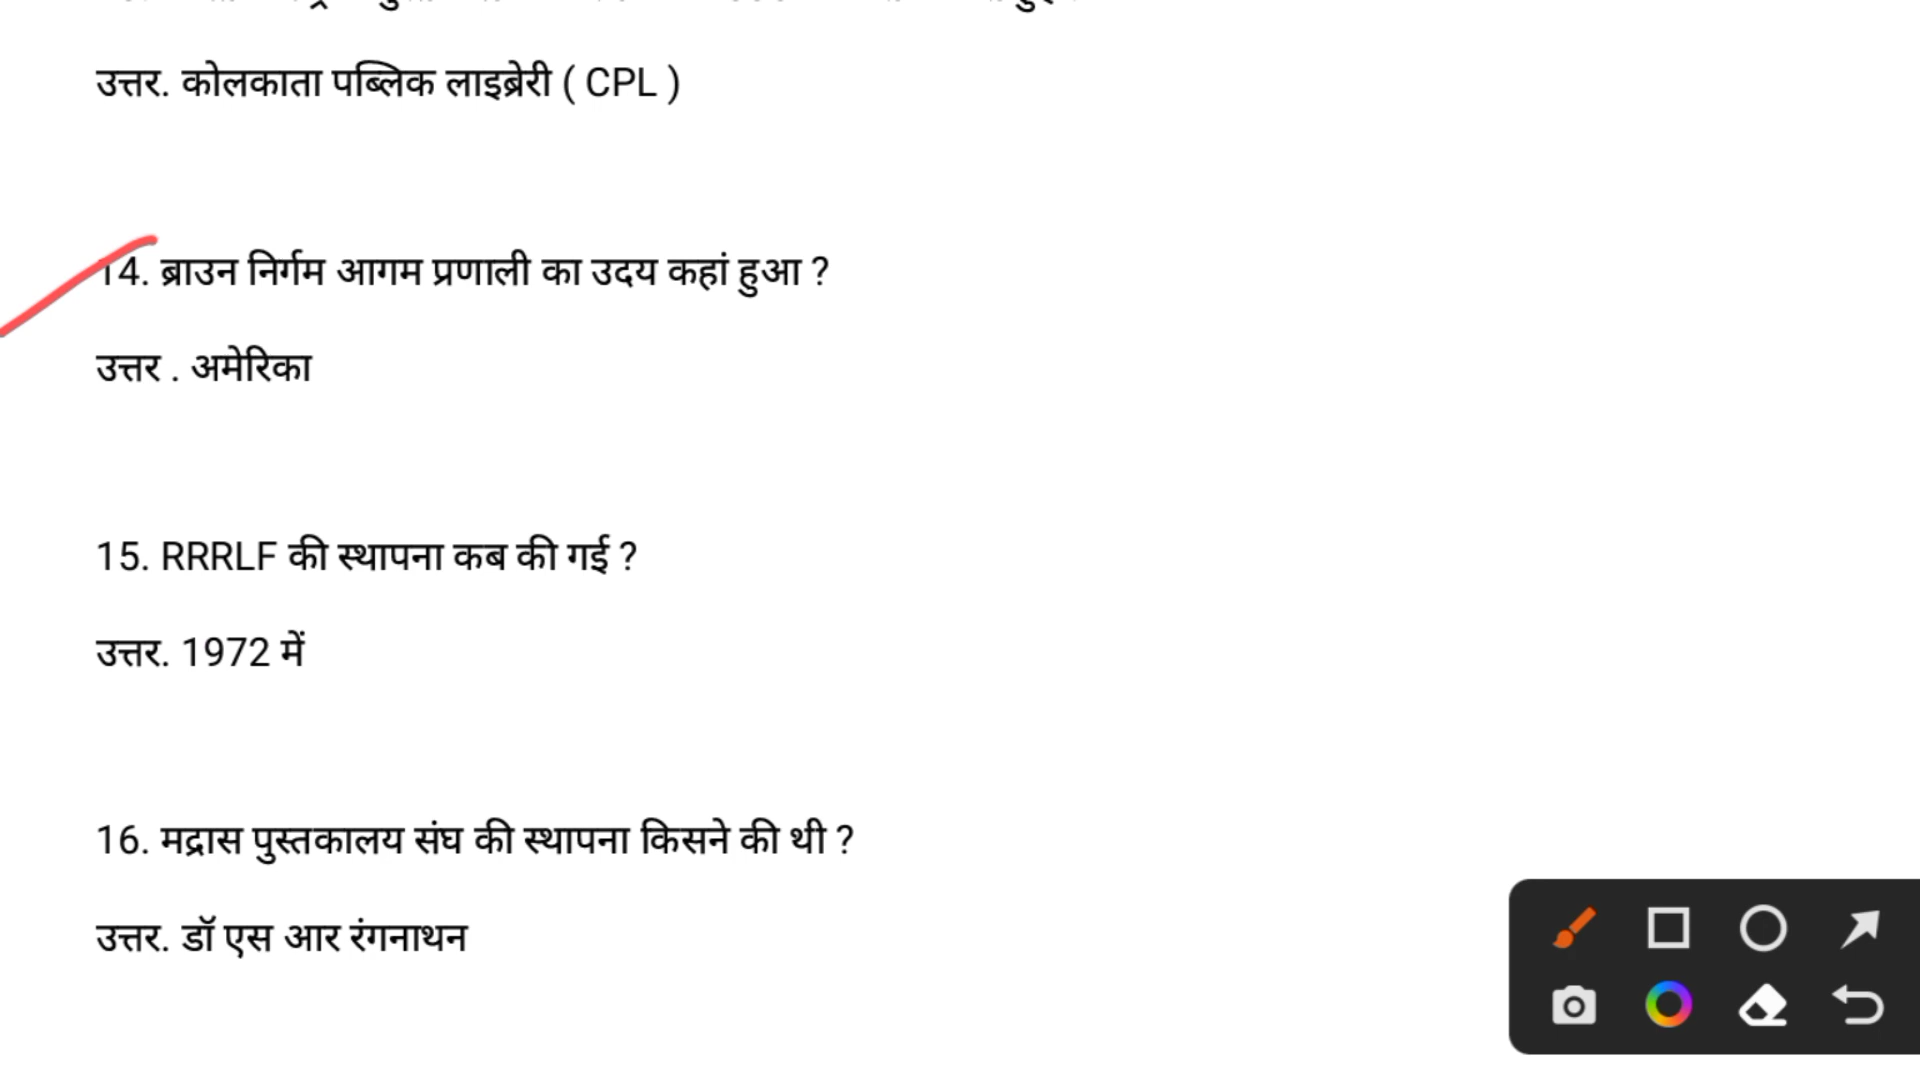 उत्तर. कोलकाता पब्लिक लाइब्रेरी ( CPL )
14. ब्राउन निर्गम आगम प्रणाली का उदय कहां हुआ ?
उत्तर . अमेरिका
15. RRRLF की स्थापना कब की गई ?
उत्तर. 1972 में
16. मद्रास पुस्तकालय संघ की स्थापना किसने की थी ?
उत्तर. डॉ एस आर रंगनाथन